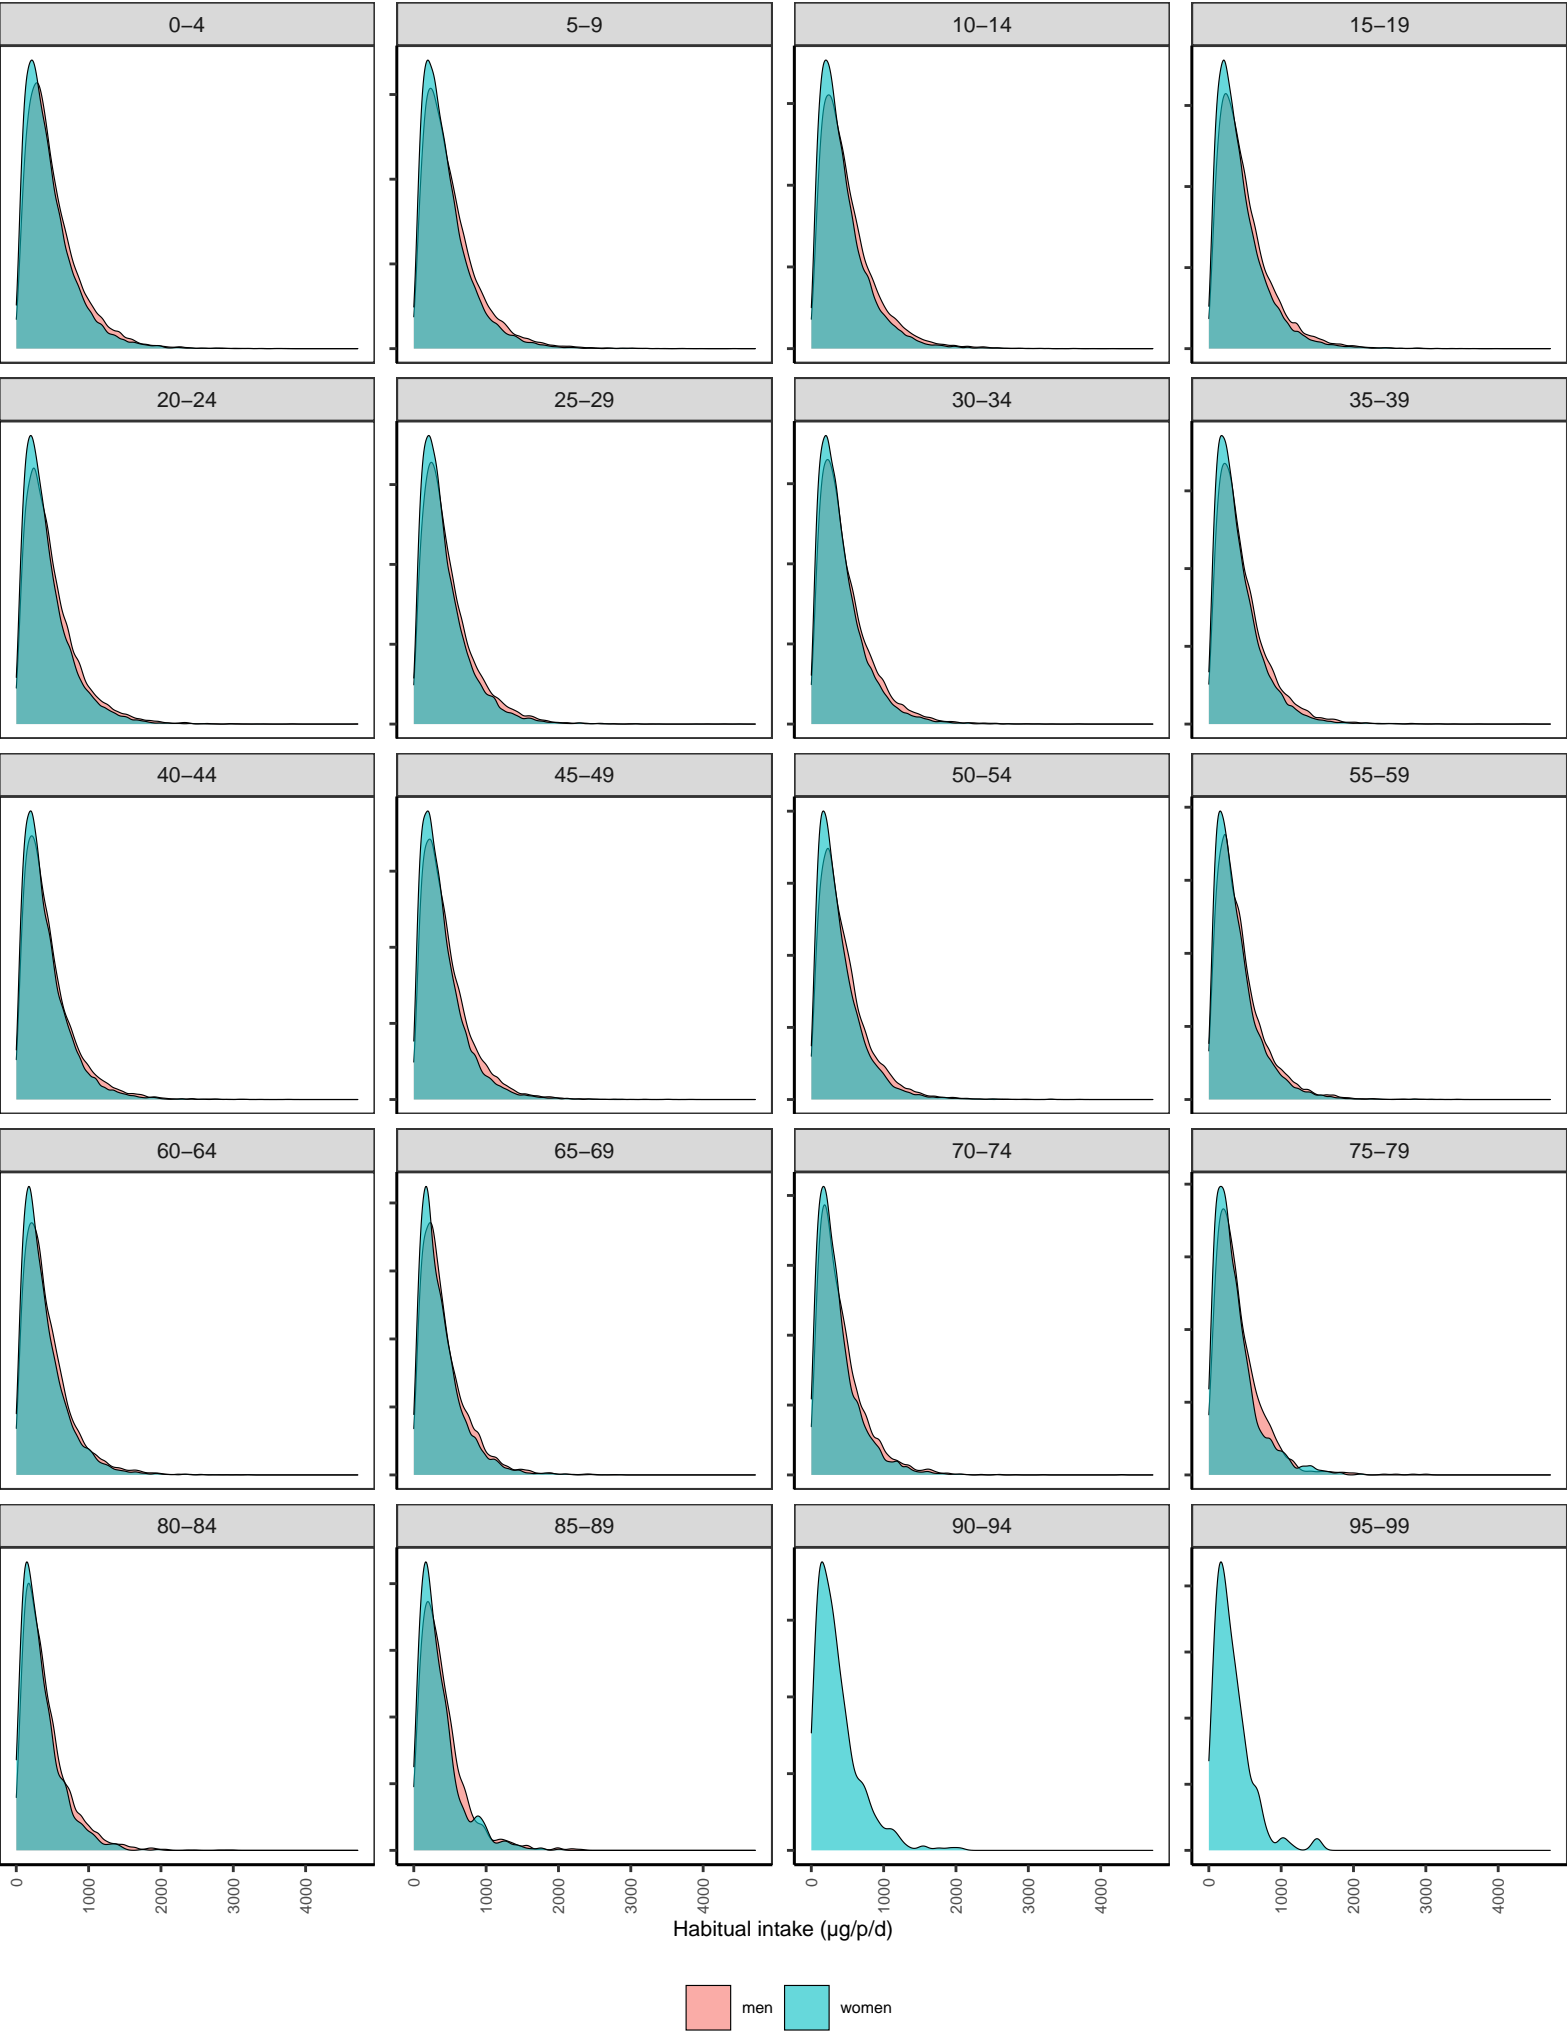 0–4 5–9 10–14 15–19
20–24 25–29 30–34 35–39
40–44 45–49 50–54 55–59
60–64 65–69 70–74 75–79
80–84 85–89 90–94 95–99
0 1000 2000 3000 4000 0 1000 2000 3000 4000 0 1000 2000 3000 4000 0 1000 2000 3000 4000
Habitual intake (µg/p/d)
men women